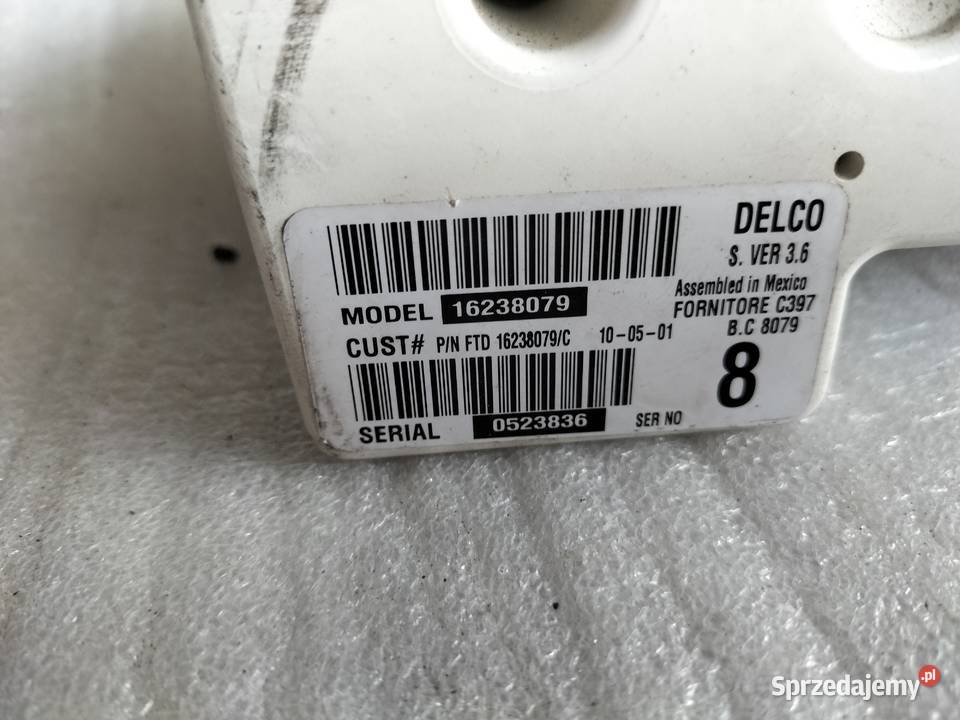 DELCO
S. VER 3.6
Assembled in Mexico
MODEL 16238079
FORNITORE C397
CUST# P/N FTD 16238079/C 10-05-01
B.C 8079
8
SERIAL 0523836 SER NO
Sprzedajemy.pl